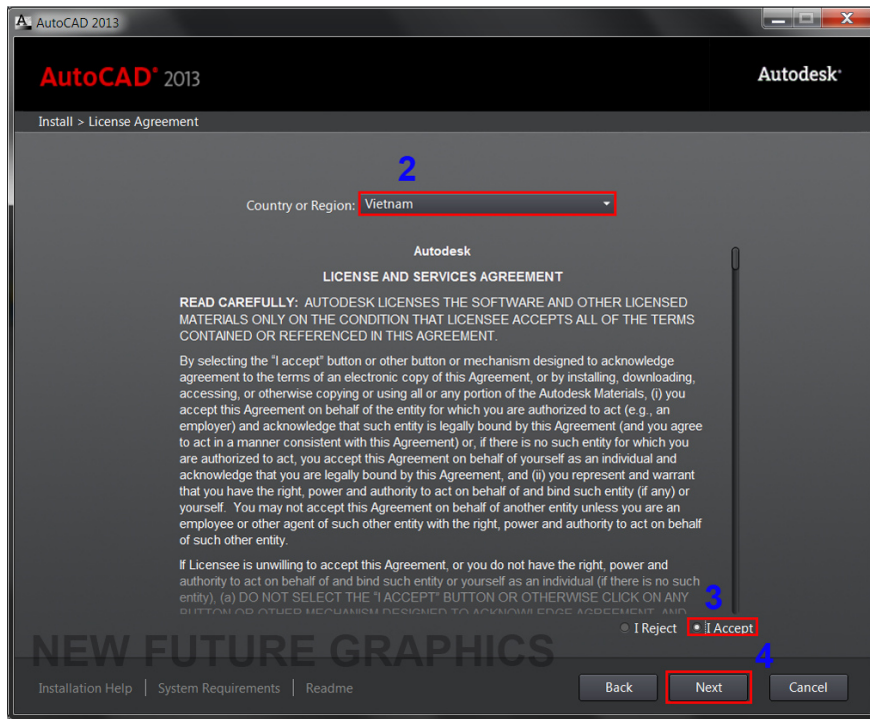 AutoCAD 2013
AutoCAD® 2013
Autodesk®
Install > License Agreement
2
Country or Region: Vietnam
Autodesk
LICENSE AND SERVICES AGREEMENT
READ CAREFULLY: AUTODESK LICENSES THE SOFTWARE AND OTHER LICENSED
MATERIALS ONLY ON THE CONDITION THAT LICENSEE ACCEPTS ALL OF THE TERMS
CONTAINED OR REFERENCED IN THIS AGREEMENT.
By selecting the "I accept" button or other button or mechanism designed to acknowledge
agreement to the terms of an electronic copy of this Agreement, or by installing, downloading,
accessing, or otherwise copying or using all or any portion of the Autodesk Materials, (i) you
accept this Agreement on behalf of the entity for which you are authorized to act (e.g., an
employer) and acknowledge that such entity is legally bound by this Agreement (and you agree
to act in a manner consistent with this Agreement) or, if there is no such entity for which you
are authorized to act, you accept this Agreement on behalf of yourself as an individual and
acknowledge that you are legally bound by this Agreement, and (ii) you represent and warrant
that you have the right, power and authority to act on behalf of and bind such entity (if any) or
yourself. You may not accept this Agreement on behalf of another entity unless you are an
employee or other agent of such other entity with the right, power and authority to act on behalf
of such other entity.
If Licensee is unwilling to accept this Agreement, or you do not have the right, power and
authority to act on behalf of and bind such entity or yourself as an individual (if there is no such
entity), (a) DO NOT SELECT THE "I ACCEPT" BUTTON OR OTHERWISE CLICK ON ANY
BUTTON OR OTHER MECHANISM DESIGNED TO ACKNOWLEDGE AGREEMENT, AND
3
I Reject I Accept
NEW FUTURE GRAPHICS
4
Installation Help | System Requirements | Readme
Back Next Cancel